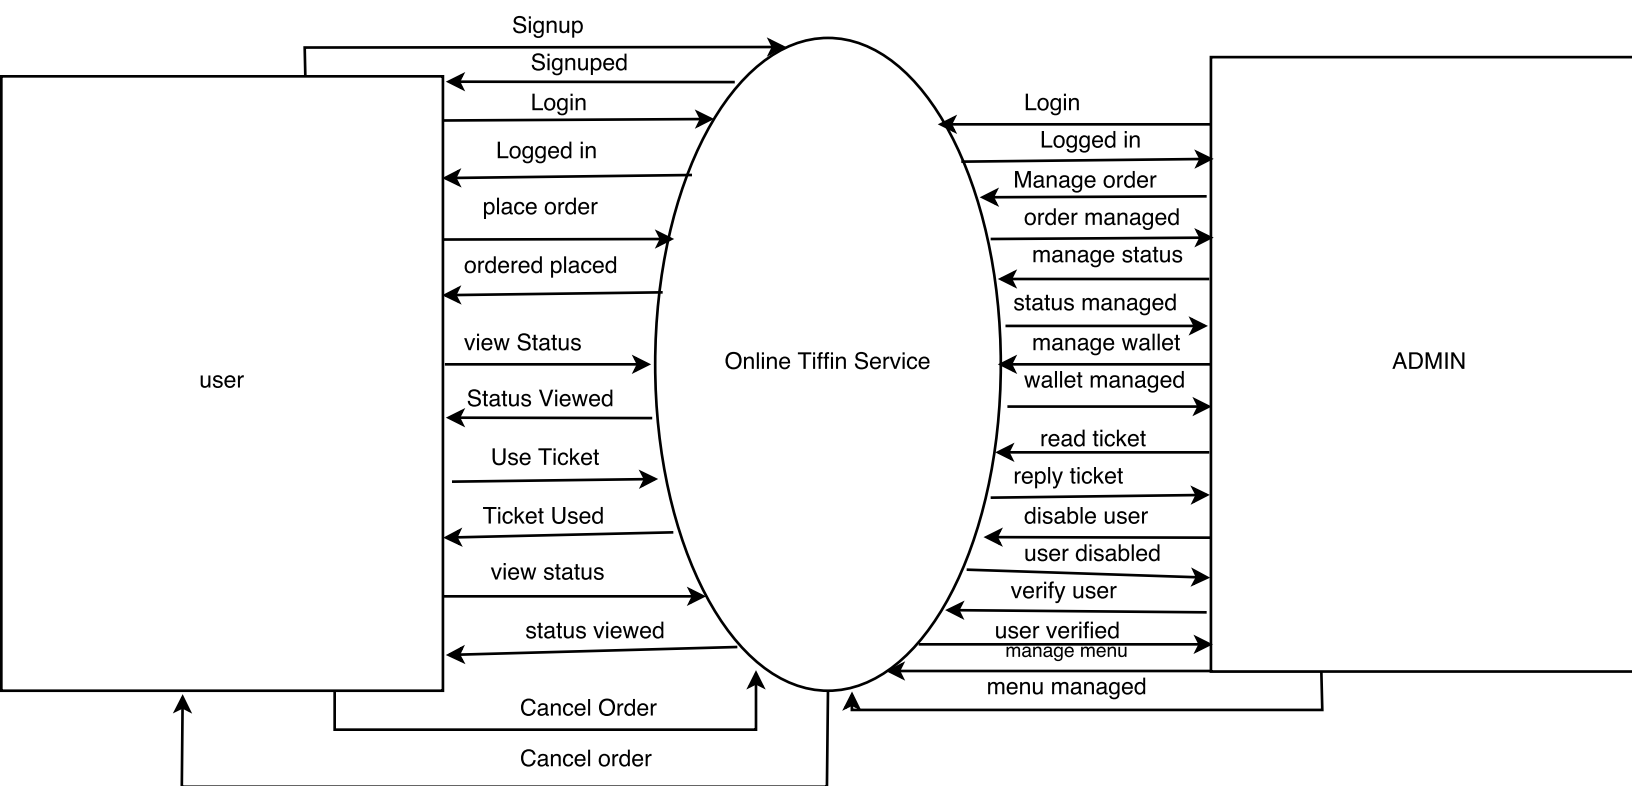 Signup
Signuped
Login
Logged in
place order
ordered placed
view Status
Status Viewed
Use Ticket
Ticket Used
view status
status viewed
Cancel Order
Cancel order
user
Online Tiffin Service
Login
Logged in
Manage order
order managed
manage status
status managed
manage wallet
wallet managed
read ticket
reply ticket
disable user
user disabled
verify user
user verified
manage menu
menu managed
ADMIN